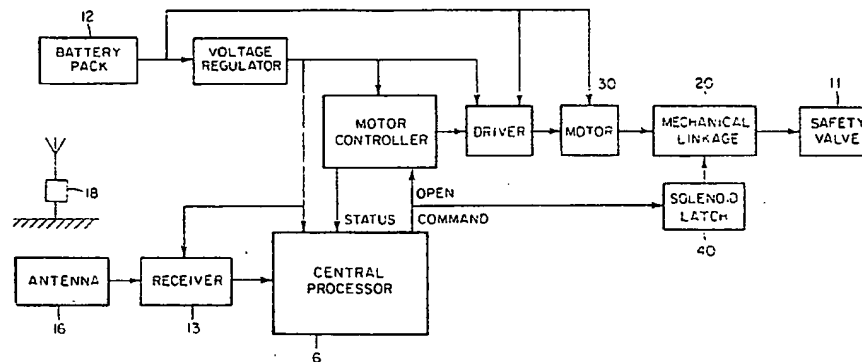 12
BATTERY
PACK
VOLTAGE
REGULATOR
MOTOR
CONTROLLER
DRIVER
30
MOTOR
20
MECHANICAL
LINKAGE
11
SAFETY
VALVE
18
OPEN
STATUS
COMMAND
SOLENOID
LATCH
40
ANTENNA
16
RECEIVER
13
CENTRAL
PROCESSOR
6